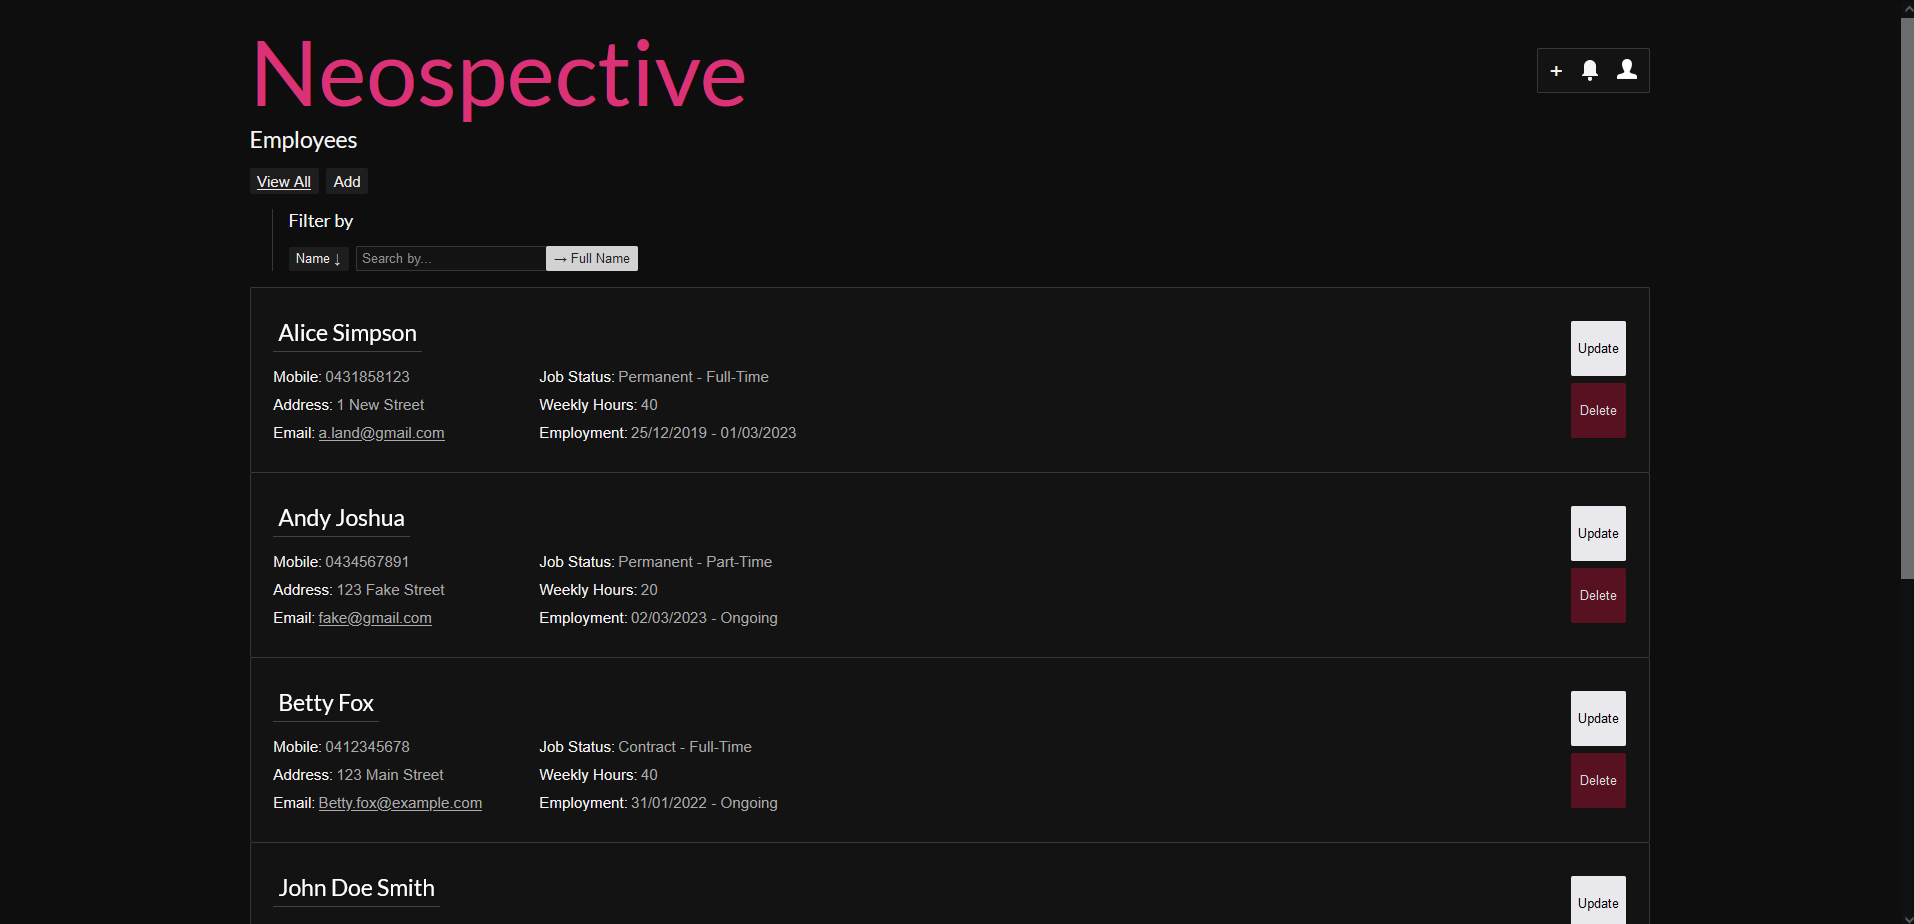 Neospective
+
Employees
View All Add
Filter by
Name ↓ Search by... → Full Name
Alice Simpson
Mobile: 0431858123 Job Status: Permanent - Full-Time
Address: 1 New Street Weekly Hours: 40
Email: a.land@gmail.com Employment: 25/12/2019 - 01/03/2023
Update
Delete
Andy Joshua
Mobile: 0434567891 Job Status: Permanent - Part-Time
Address: 123 Fake Street Weekly Hours: 20
Email: fake@gmail.com Employment: 02/03/2023 - Ongoing
Update
Delete
Betty Fox
Mobile: 0412345678 Job Status: Contract - Full-Time
Address: 123 Main Street Weekly Hours: 40
Email: Betty.fox@example.com Employment: 31/01/2022 - Ongoing
Update
Delete
John Doe Smith
Update